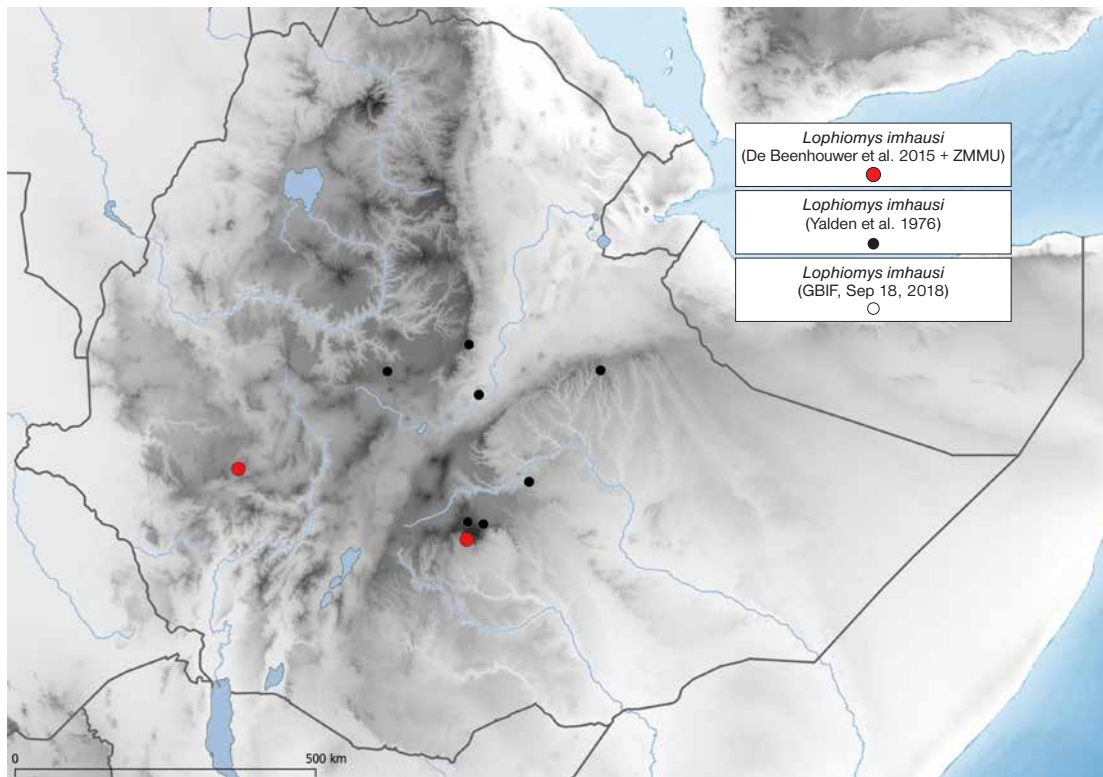 Lophiomys imhausi
(De Beenhouwer et al. 2015 + ZMMU)
Lophiomys imhausi
(Yalden et al. 1976)
Lophiomys imhausi
(GBIF, Sep 18, 2018)
0
500 km